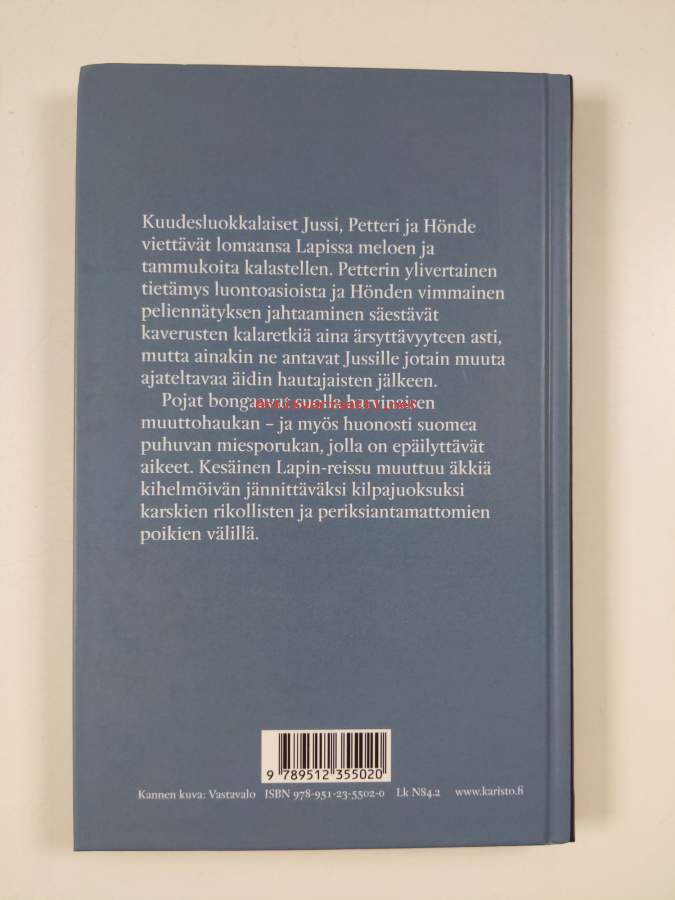 Kuudesluokkalaiset Jussi, Petteri ja Hönde
viettävät lomaansa Lapissa meloen ja
tammukoita kalastellen. Petterin ylivertainen
tietämys luontoasioista ja Hönden vimmainen
peliennätyksen jahtaaminen säestävät
kaverusten kalaretkiä aina ärsyttävyyteen asti,
mutta ainakin ne antavat Jussille jotain muuta
ajateltavaa äidin hautajaisten jälkeen.
Pojat bongaavat suolla harvinaisen
muuttohaukan – ja myös huonosti suomea
puhuvan miesporukan, jolla on epäilyttävät
aikeet. Kesäinen Lapin-reissu muuttuu äkkiä
kihelmöivän jännittäväksi kilpajuoksuksi
karskien rikollisten ja periksiantamattomien
poikien välillä.
9 789512 355020
Kannen kuva: Vastavalo ISBN 978-951-23-5502-0 Lk N84.2 www.karisto.fi